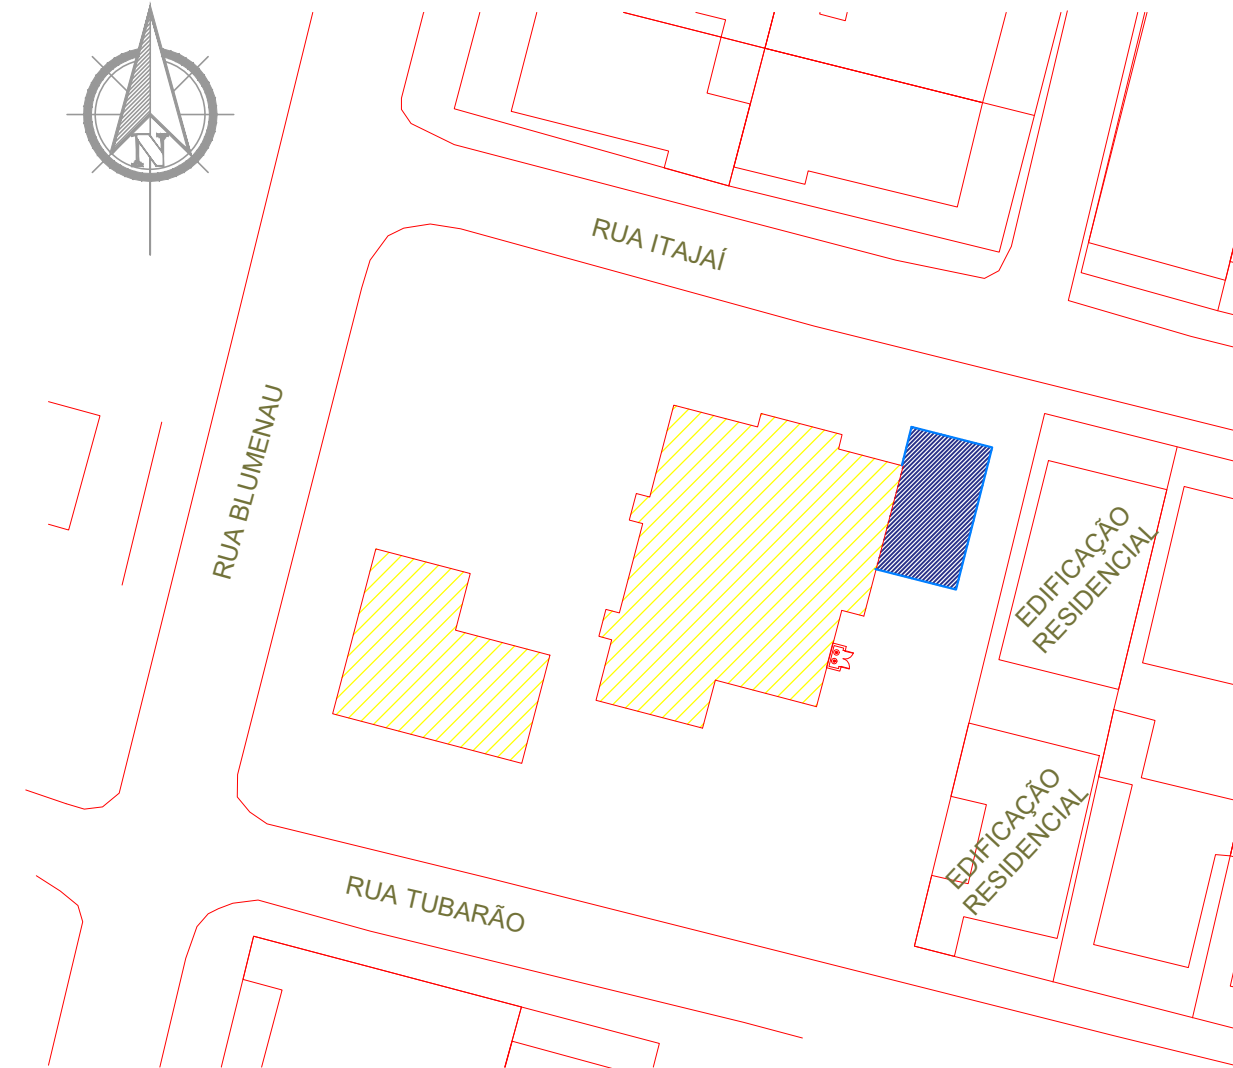 N
RUA ITAJAÍ
RUA BLUMENAU
EDIFICAÇÃO
RESIDENCIAL
EDIFICAÇÃO
RESIDENCIAL
RUA TUBARÃO